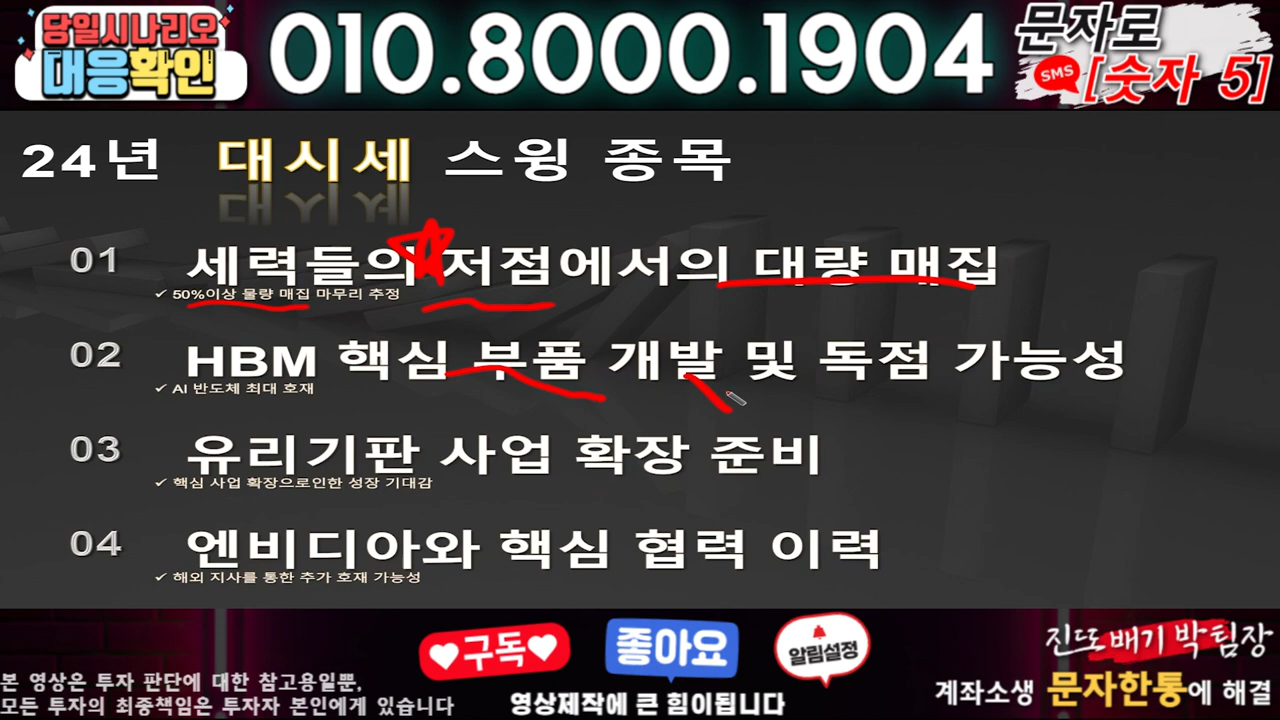 당일시나리오
대응확인
010.8000.1904
문자로
SMS [숫자 5]
24년 대시세 스윙 종목
01 세력들의 저점에서의 대량 매집
✓ 50%이상 물량 매집 마무리 추정
02 HBM 핵심 부품 개발 및 독점 가능성
✓ AI 반도체 최대 호재
03 유리기판 사업 확장 준비
✓ 핵심 사업 확장으로인한 성장 기대감
04 엔비디아와 핵심 협력 이력
✓ 해외 지사를 통한 추가 호재 가능성
본 영상은 투자 판단에 대한 참고용일뿐,
모든 투자의 최종책임은 투자자 본인에게 있습니다
구독
좋아요
알림설정
영상제작에 큰 힘이됩니다
진또배기 박팀장
계좌소생 문자한통에 해결